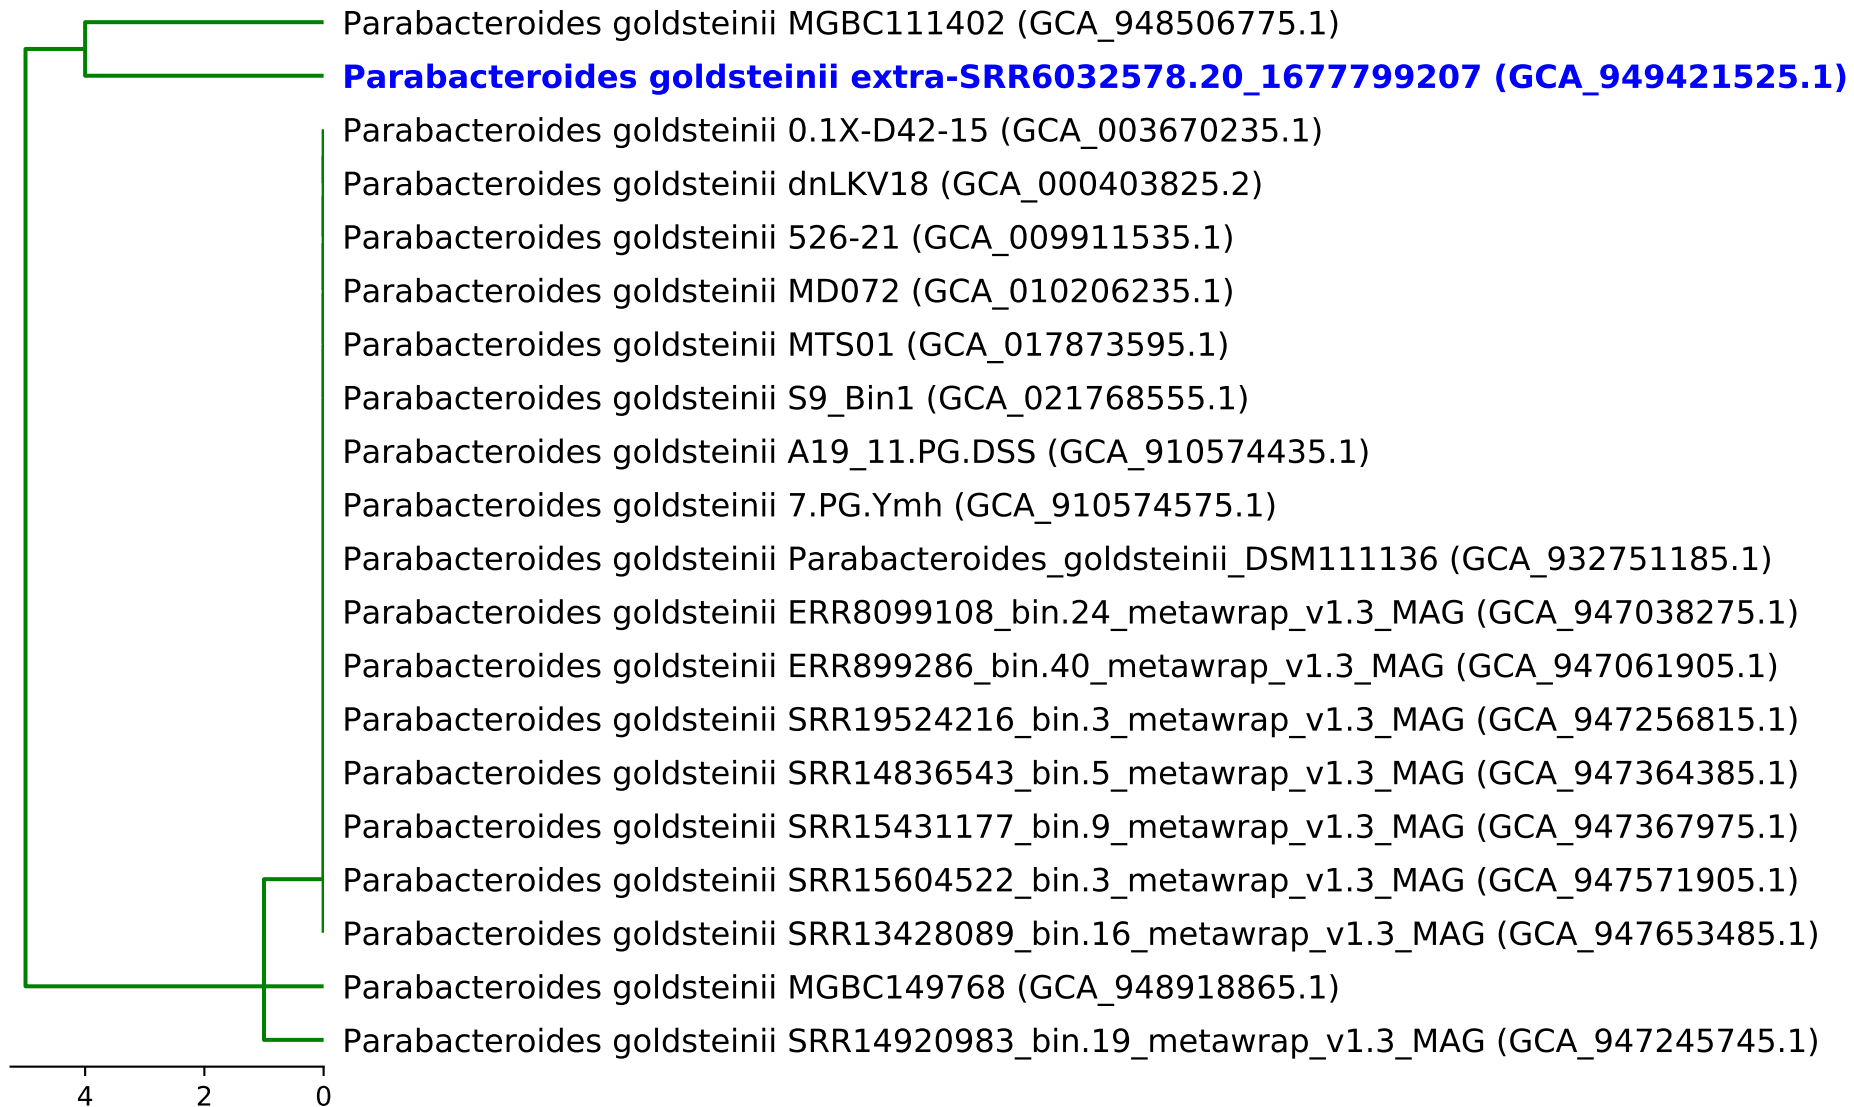 Parabacteroides goldsteinii MGBC111402 (GCA_948506775.1)
Parabacteroides goldsteinii extra-SRR6032578.20_1677799207 (GCA_949421525.1)
Parabacteroides goldsteinii 0.1X-D42-15 (GCA_003670235.1)
Parabacteroides goldsteinii dnLKV18 (GCA_000403825.2)
Parabacteroides goldsteinii 526-21 (GCA_009911535.1)
Parabacteroides goldsteinii MD072 (GCA_010206235.1)
Parabacteroides goldsteinii MTS01 (GCA_017873595.1)
Parabacteroides goldsteinii S9_Bin1 (GCA_021768555.1)
Parabacteroides goldsteinii A19_11.PG.DSS (GCA_910574435.1)
Parabacteroides goldsteinii 7.PG.Ymh (GCA_910574575.1)
Parabacteroides goldsteinii Parabacteroides_goldsteinii_DSM111136 (GCA_932751185.1)
Parabacteroides goldsteinii ERR8099108_bin.24_metawrap_v1.3_MAG (GCA_947038275.1)
Parabacteroides goldsteinii ERR899286_bin.40_metawrap_v1.3_MAG (GCA_947061905.1)
Parabacteroides goldsteinii SRR19524216_bin.3_metawrap_v1.3_MAG (GCA_947256815.1)
Parabacteroides goldsteinii SRR14836543_bin.5_metawrap_v1.3_MAG (GCA_947364385.1)
Parabacteroides goldsteinii SRR15431177_bin.9_metawrap_v1.3_MAG (GCA_947367975.1)
Parabacteroides goldsteinii SRR15604522_bin.3_metawrap_v1.3_MAG (GCA_947571905.1)
Parabacteroides goldsteinii SRR13428089_bin.16_metawrap_v1.3_MAG (GCA_947653485.1)
Parabacteroides goldsteinii MGBC149768 (GCA_948918865.1)
Parabacteroides goldsteinii SRR14920983_bin.19_metawrap_v1.3_MAG (GCA_947245745.1)
4 2 0